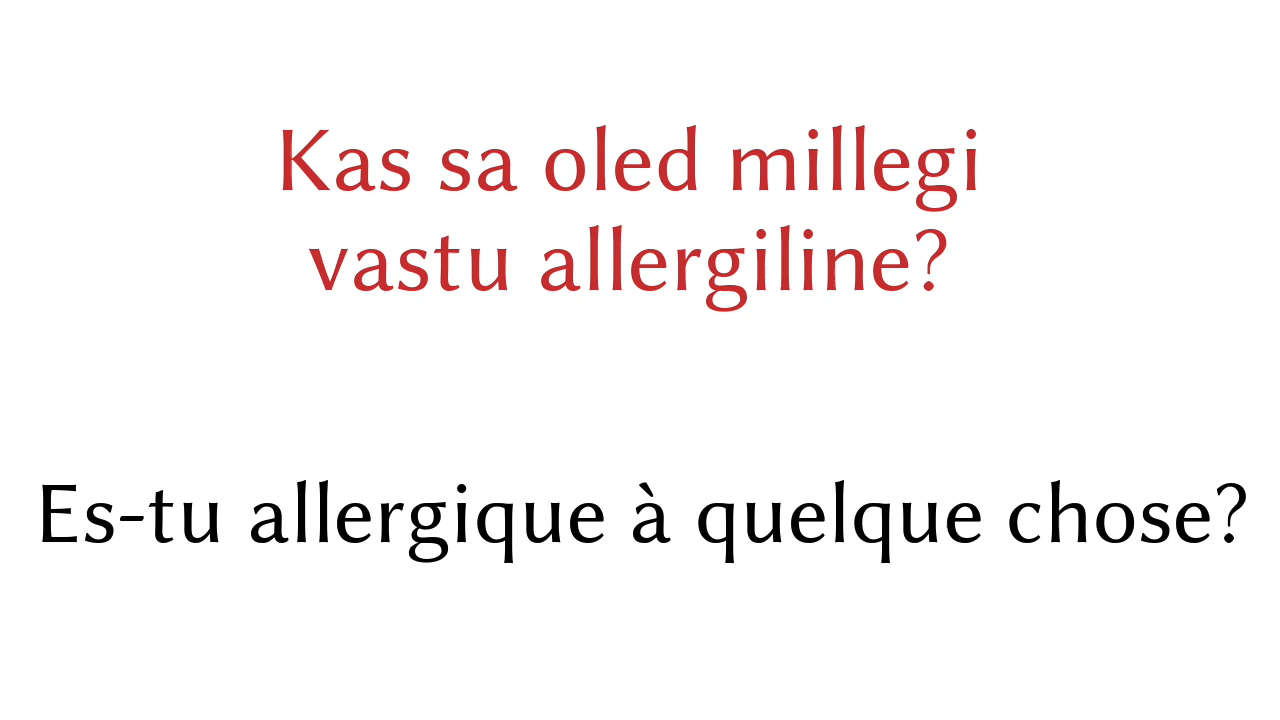 Kas sa oled millegi
vastu allergiline?
Es-tu allergique à quelque chose?